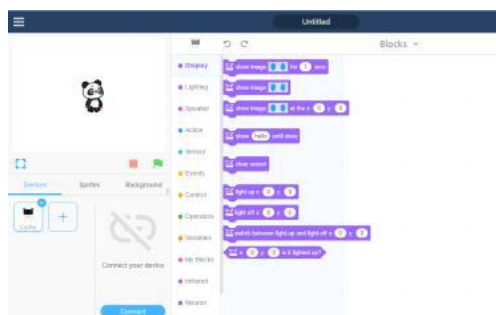 Untitled
Blocks
Display
show image for 1 secs
Lighting
show image
Speaker
show image at the x: 0 y: 0
Action
show hello until done
Sensor
Events
clear screen
Devices
Sprites
Background
Control
light up x: 0 y: 0
Operators
light off x: 0 y: 0
Variables
switch between light up and light off x: 0 y: 0
My Blocks
x: 0 y: 0 is it lighted up?
Connect your device
Infrared
Neuron
Connect